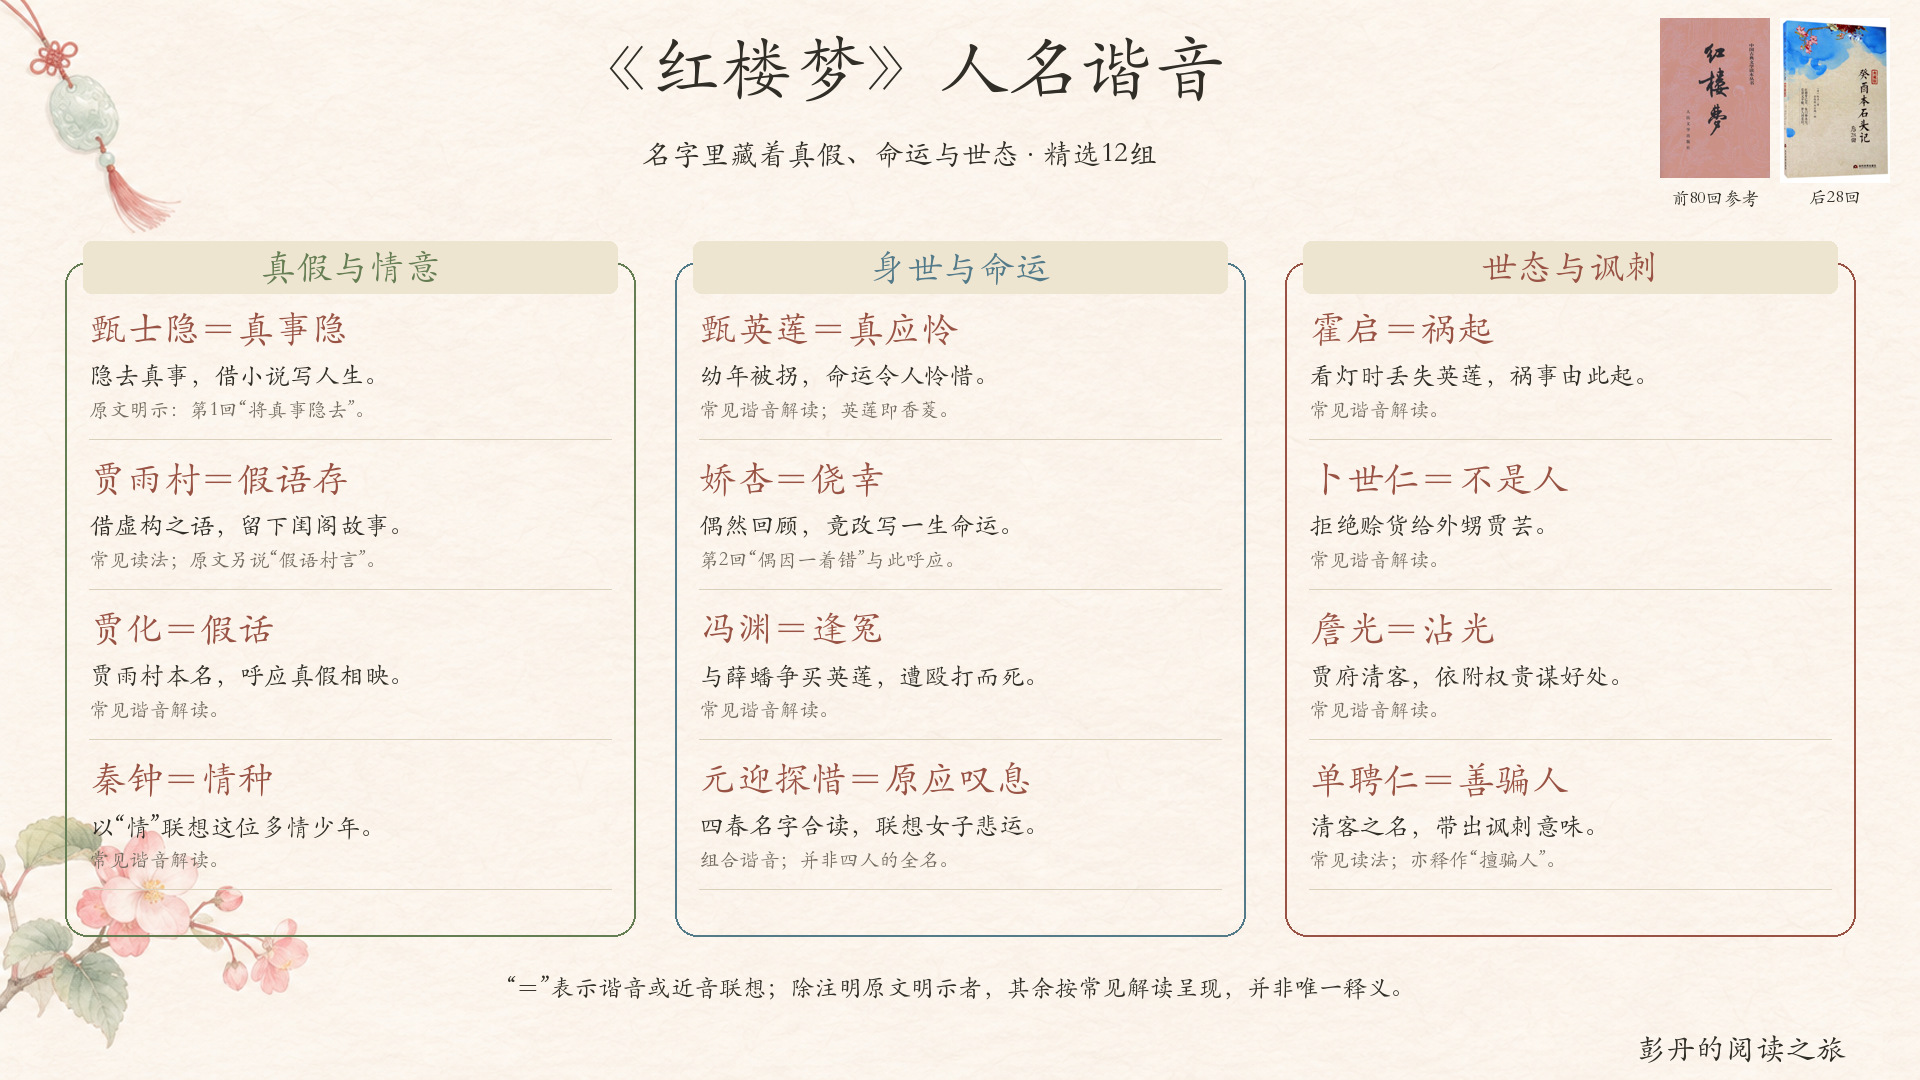 《红楼梦》人名谐音
名字里藏着真假、命运与世态·精选12组
红楼梦
癸酉本石头记
前80回参考
后28回
真假与情意
甄士隐＝真事隐
隐去真事，借小说写人生。
原文明示：第1回“将真事隐去”。
贾雨村＝假语存
借虚构之语，留下闺阁故事。
常见读法；原文另说“假语村言”。
贾化＝假话
贾雨村本名，呼应真假相映。
常见谐音解读。
秦钟＝情种
以“情”联想这位多情少年。
常见谐音解读。
身世与命运
甄英莲＝真应怜
幼年被拐，命运令人怜惜。
常见谐音解读；英莲即香菱。
娇杏＝侥幸
偶然回顾，竟改写一生命运。
第2回“偶因一着错”与此呼应。
冯渊＝逢冤
与薛蟠争买英莲，遭殴打而死。
常见谐音解读。
元迎探惜＝原应叹息
四春名字合读，联想女子悲运。
组合谐音；并非四人的全名。
世态与讽刺
霍启＝祸起
看灯时丢失英莲，祸事由此起。
常见谐音解读。
卜世仁＝不是人
拒绝赊货给外甥贾芸。
常见谐音解读。
詹光＝沾光
贾府清客，依附权贵谋好处。
常见谐音解读。
单聘仁＝善骗人
清客之名，带出讽刺意味。
常见读法；亦释作“擅骗人”。
“＝”表示谐音或近音联想；除注明原文明示者，其余按常见解读呈现，并非唯一释义。
彭丹的阅读之旅